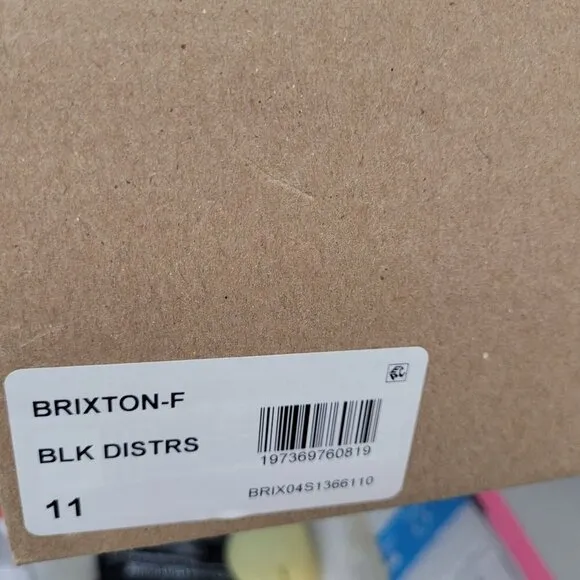 BRIXTON-F
BLK DISTRS
197369760819
11
BRIX04S1366110